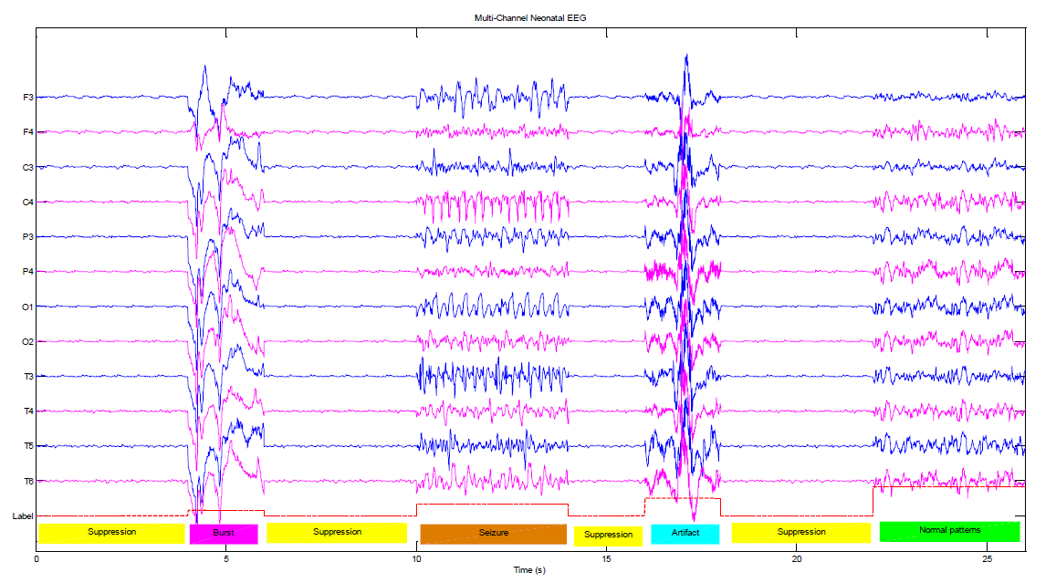 Multi-Channel Neonatal EEG
F3
F4
C3
C4
P3
P4
O1
O2
T3
T4
T5
T6
Label
Suppression Burst Suppression Seizure Suppression Artifact Suppression Normal patterns
0 5 10 15 20 25
Time (s)